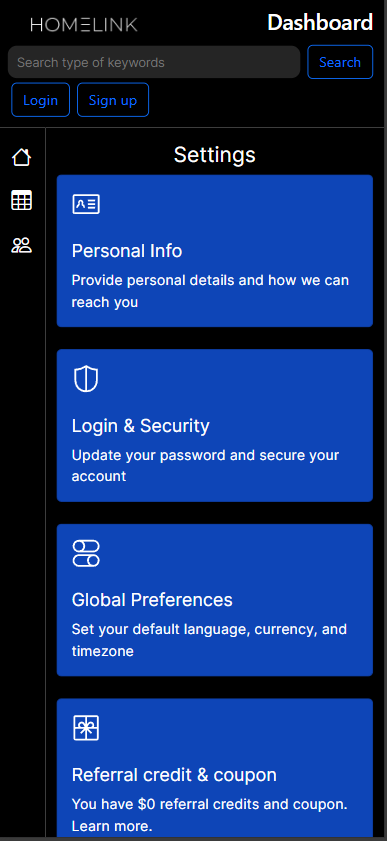 HOMELINK
Dashboard
Search type of keywords
Search
Login
Sign up
Settings
Personal Info
Provide personal details and how we can
reach you
Login & Security
Update your password and secure your
account
Global Preferences
Set your default language, currency, and
timezone
Referral credit & coupon
You have $0 referral credits and coupon.
Learn more.